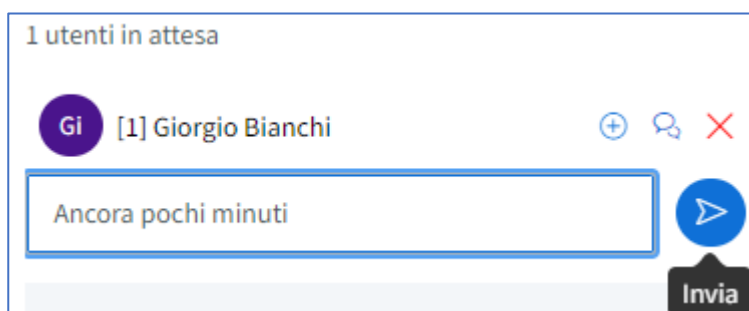 1 utenti in attesa
Gi [1] Giorgio Bianchi
Ancora pochi minuti
Invia